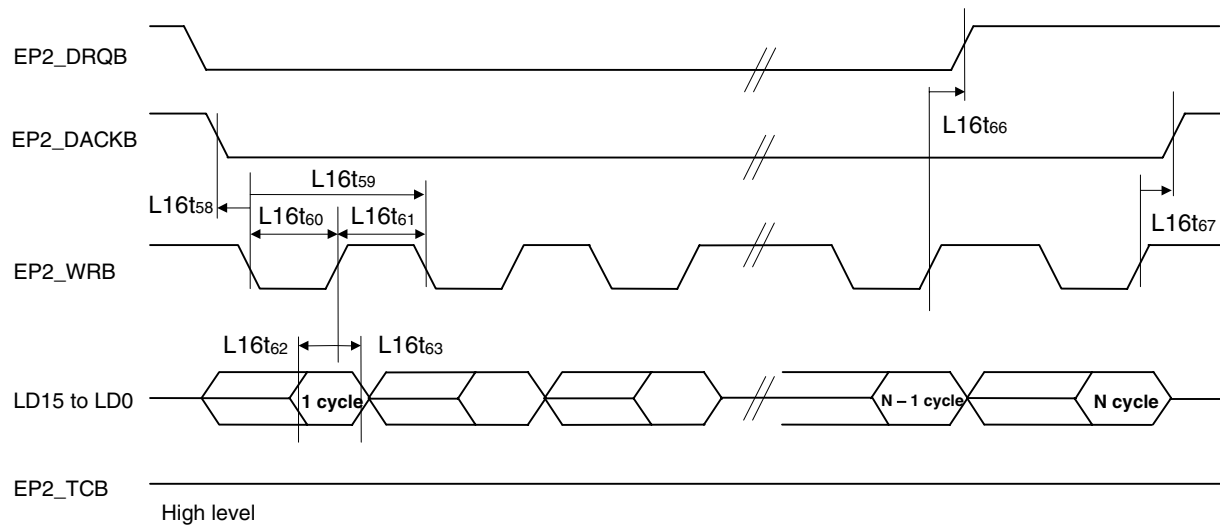 EP2_DRQB
L16t66
EP2_DACKB
L16t59
L16t58
L16t60
L16t61
L16t67
EP2_WRB
L16t62
L16t63
LD15 to LD0
1 cycle
N – 1 cycle
N cycle
EP2_TCB
High level